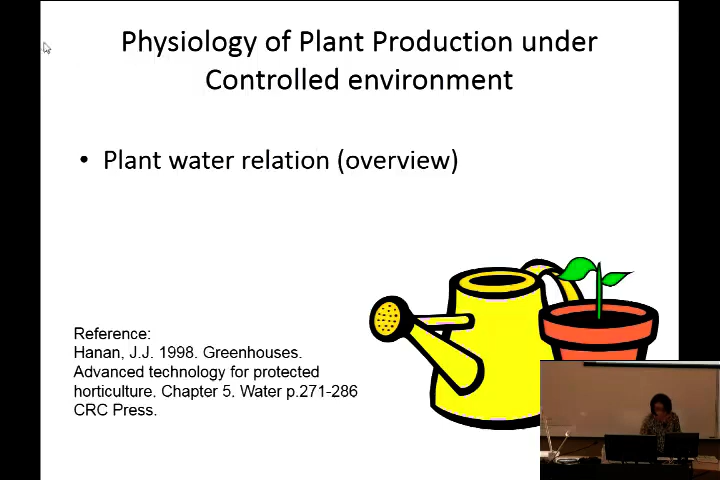 Physiology of Plant Production under
Controlled environment
• Plant water relation (overview)
Reference:
Hanan, J.J. 1998. Greenhouses.
Advanced technology for protected
horticulture. Chapter 5. Water p.271-286
CRC Press.